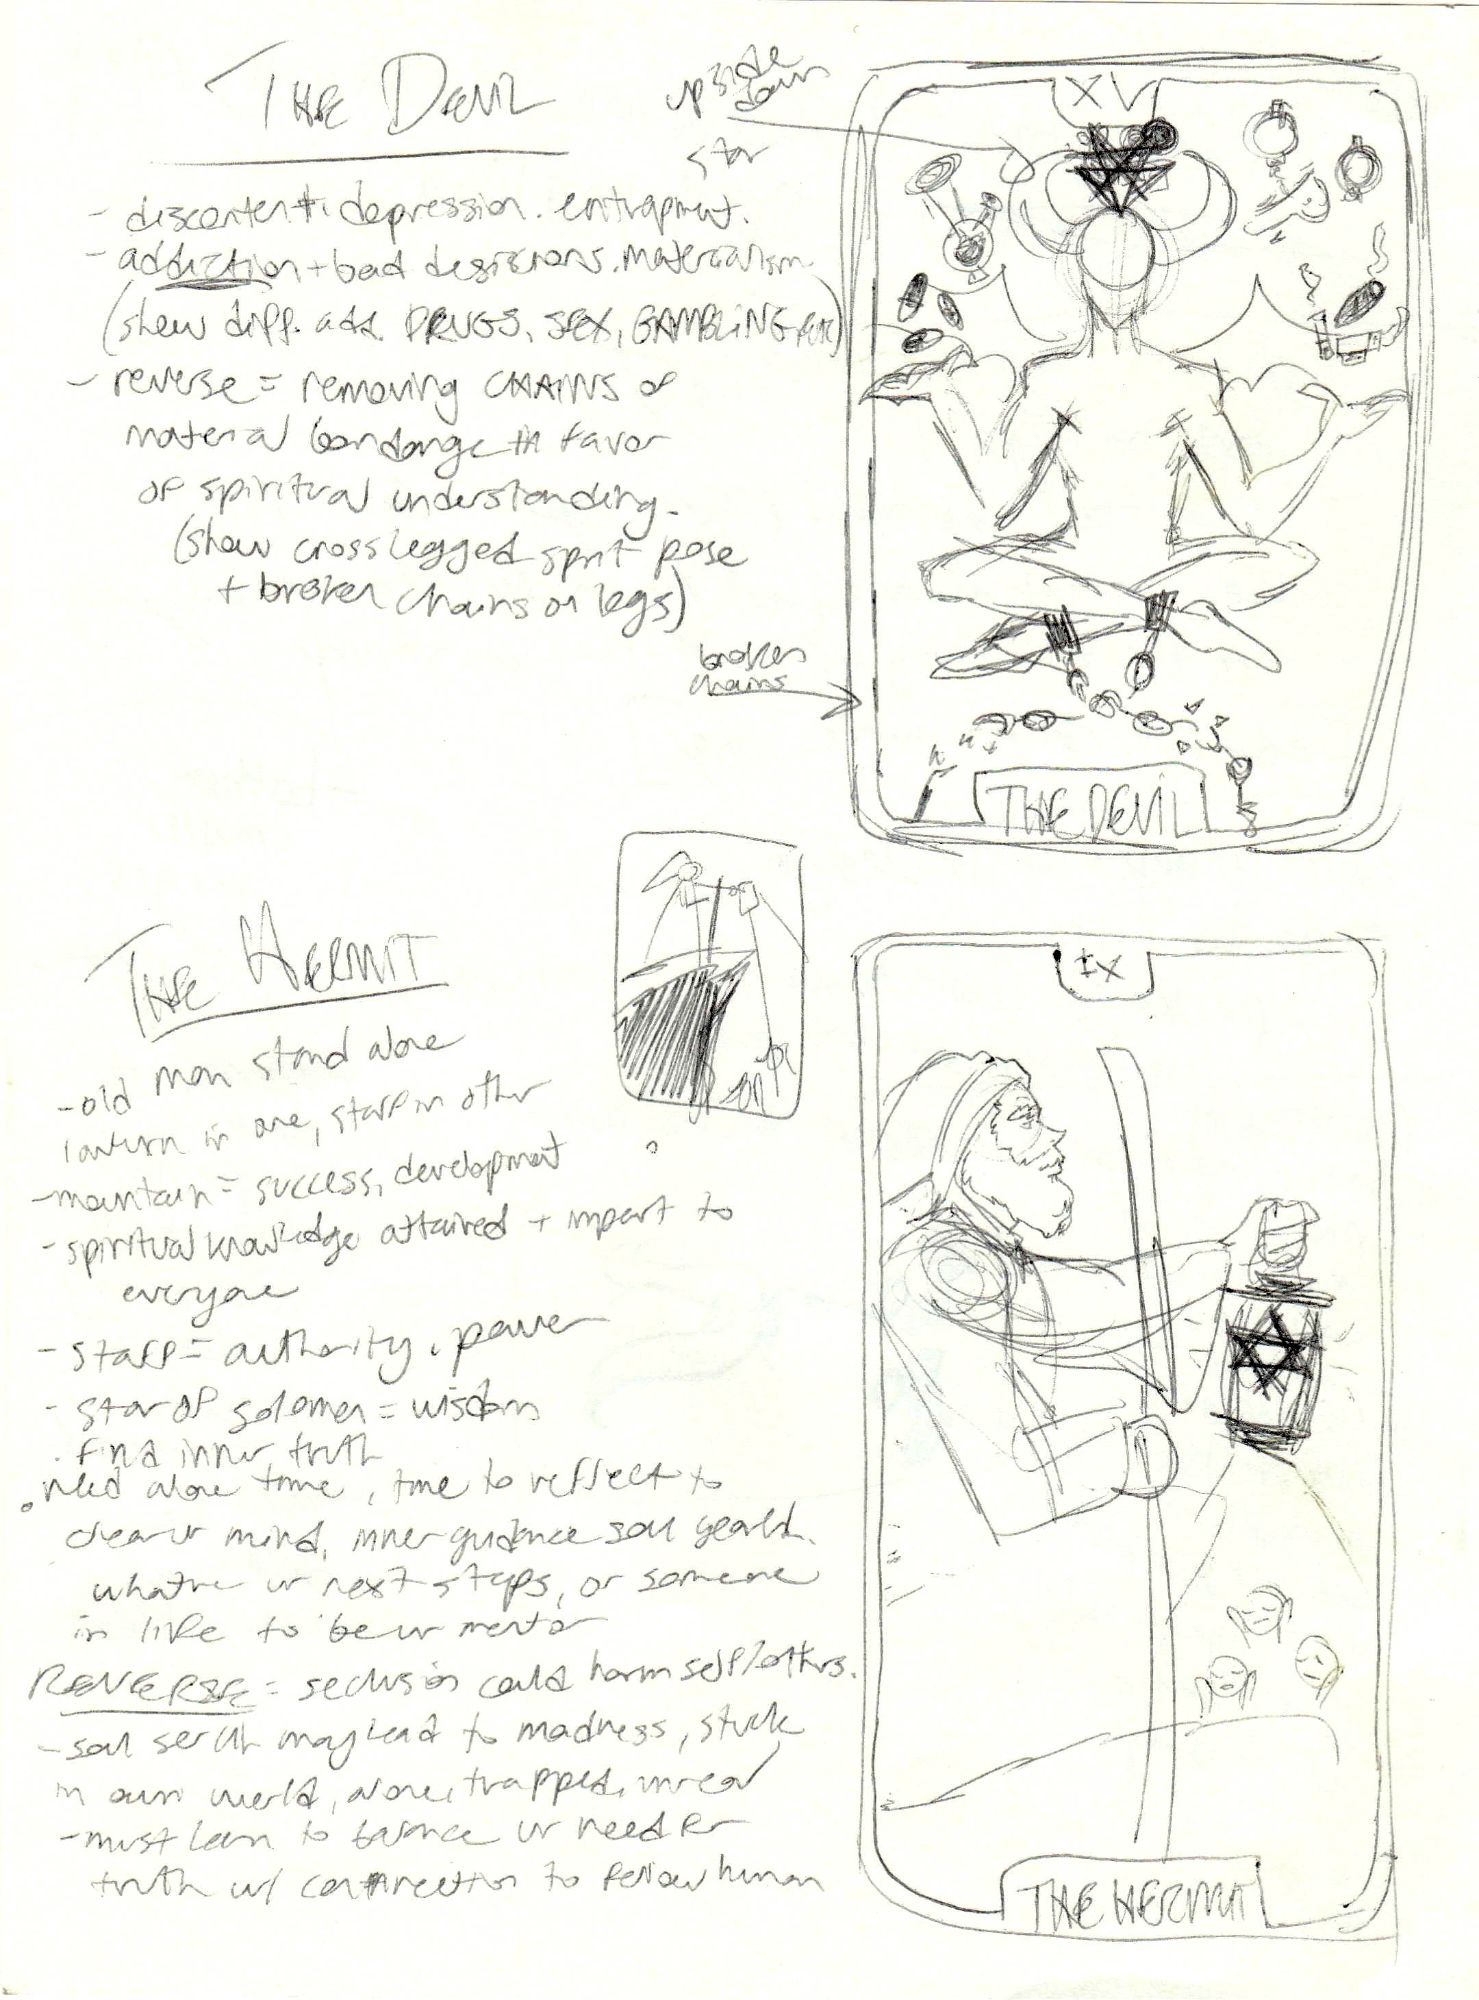 THE DEVIL
upside
down
star
XV
- discontent + depression. entrapment.
- addiction + bad desisions. materialism.
(show diff. add. DRUGS, SEX, GAMBLING etc)
- reverse = removing CHAINS of
material bondange in favor
of spiritual understanding.
(show cross legged sprit pose
+ broken chains on legs)
broken
chains
THE DEVIL
THE HERMIT
IX
- old man stand alone
lanturn in one, staff in other
- mountain = success, development
- spiritual knowledge attained + impart to
everyone
- staff = authority, power
- star of solomen = wisdom
. find inner truth
. need alone time, time to reflect to
clear ur mind, inner guidance soul
ur next steps, or someone
in life to be ur mentor
REVERSE = seclusion could harm self/others.
- soul serch may lead to madness, stuck
in own world, alone, trapped, unreal
- must learn to balance ur need for
truth w/ connection to fellow human
THE HERMIT